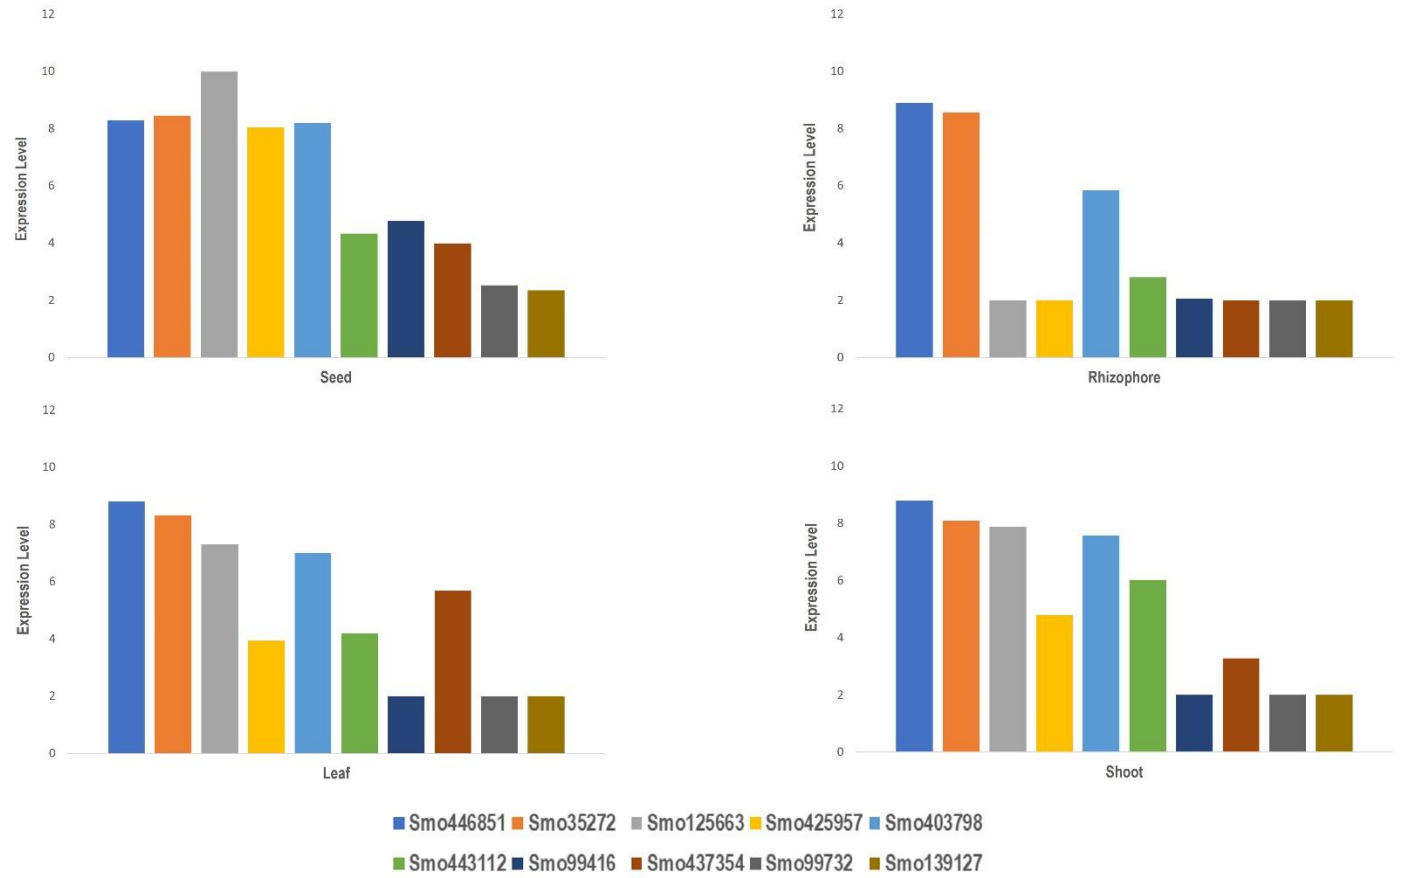 12
10
8
6
4
2
0
Expression Level
Seed
12
10
8
6
4
2
0
Expression Level
Rhizophore
12
10
8
6
4
2
0
Expression Level
Leaf
12
10
8
6
4
2
0
Expression Level
Shoot
Smo446851 Smo35272 Smo125663 Smo425957 Smo403798
Smo443112 Smo99416 Smo437354 Smo99732 Smo139127